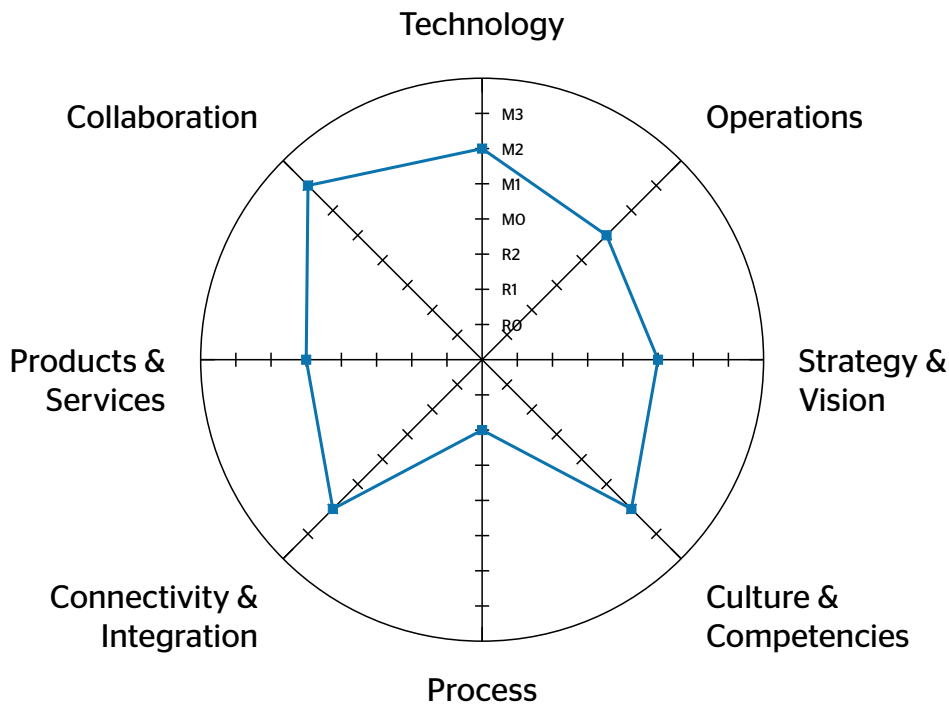 Technology
Collaboration
Operations
M3
M2
M1
M0
R2
R1
R0
Products &
Services
Strategy &
Vision
Connectivity &
Integration
Culture &
Competencies
Process